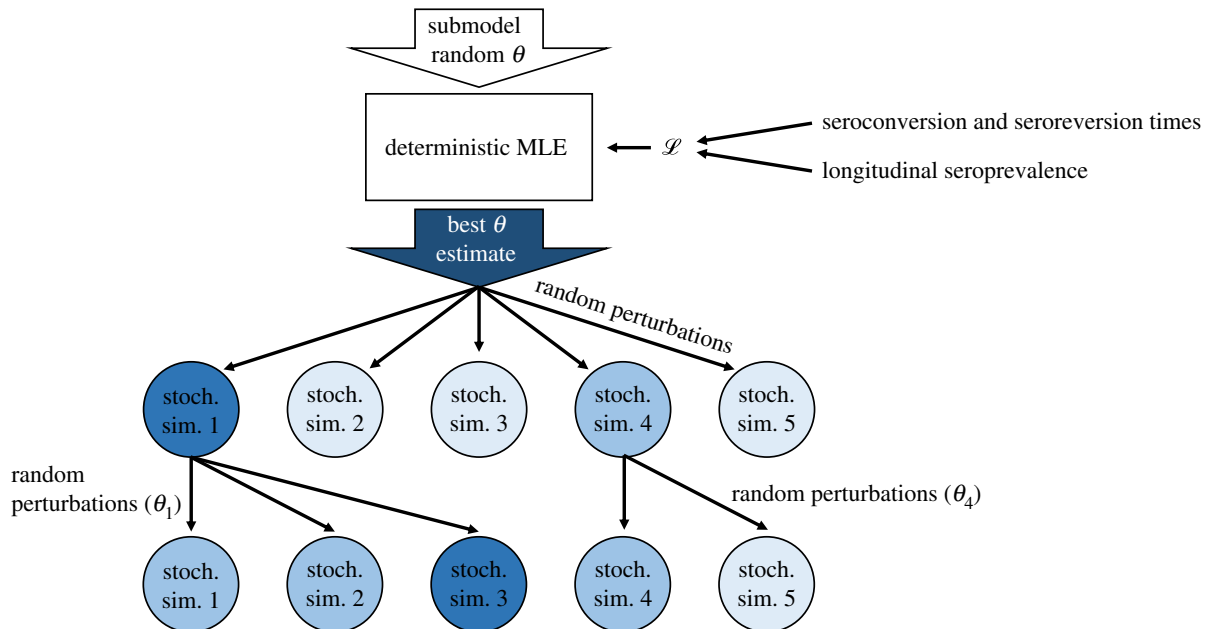 submodel
random θ
deterministic MLE
ℒ
seroconversion and seroreversion times
longitudinal seroprevalence
best θ
estimate
random perturbations
stoch.
sim. 1
stoch.
sim. 2
stoch.
sim. 3
stoch.
sim. 4
stoch.
sim. 5
random
perturbations (θ₁)
random perturbations (θ₄)
stoch.
sim. 1
stoch.
sim. 2
stoch.
sim. 3
stoch.
sim. 4
stoch.
sim. 5